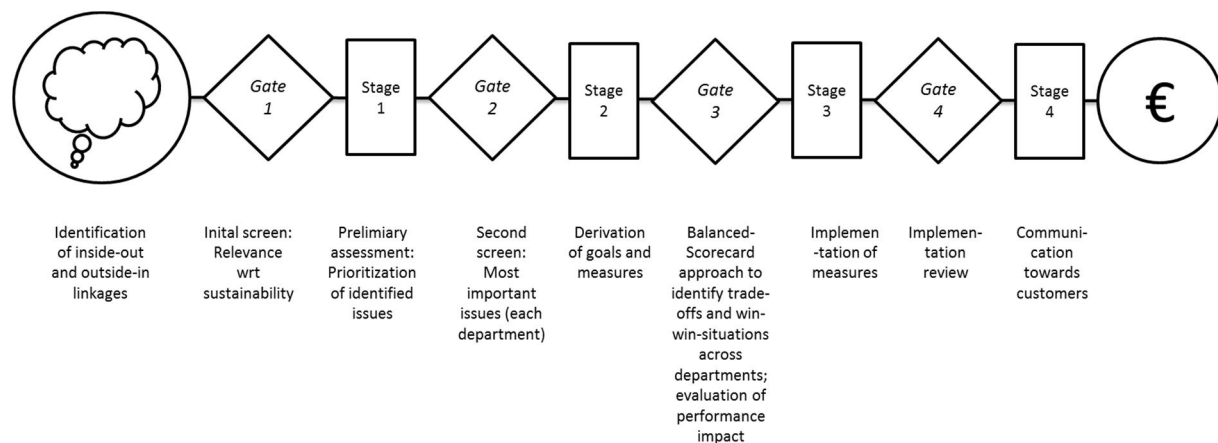 Gate
1
Stage
1
Gate
2
Stage
2
Gate
3
Stage
3
Gate
4
Stage
4
€
Identification
of inside-out
and outside-in
linkages
Inital screen:
Relevance
wrt
sustainability
Prelimiary
assessment:
Prioritization
of identified
issues
Second
screen:
Most
important
issues (each
department)
Derivation
of goals and
measures
Balanced-
Scorecard
approach to
identify trade-
offs and win-
win-situations
across
departments;
evaluation of
performance
impact
Implemen
-tation of
measures
Implemen-
tation
review
Communi-
cation
towards
customers